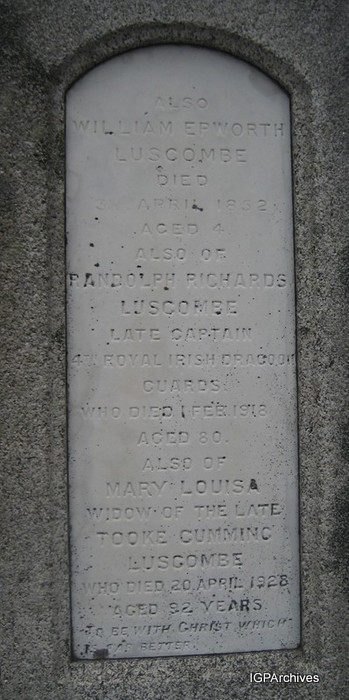 ALSO
WILLIAM EPWORTH
LUSCOMBE
DIED
APRIL 1852
AGED 4
ALSO OF
RANDOLPH RICHARDS
LUSCOMBE
LATE CAPTAIN
4TH ROYAL IRISH DRAGOON
GUARDS
WHO DIED 1 FEB. 1918
AGED 80.
ALSO OF
MARY LOUISA
WIDOW OF THE LATE
TOOKE CUMMING
LUSCOMBE
WHO DIED 20 APRIL 1928
AGED 92 YEARS
"TO BE WITH CHRIST WHICH
BETTER
IGPArchives